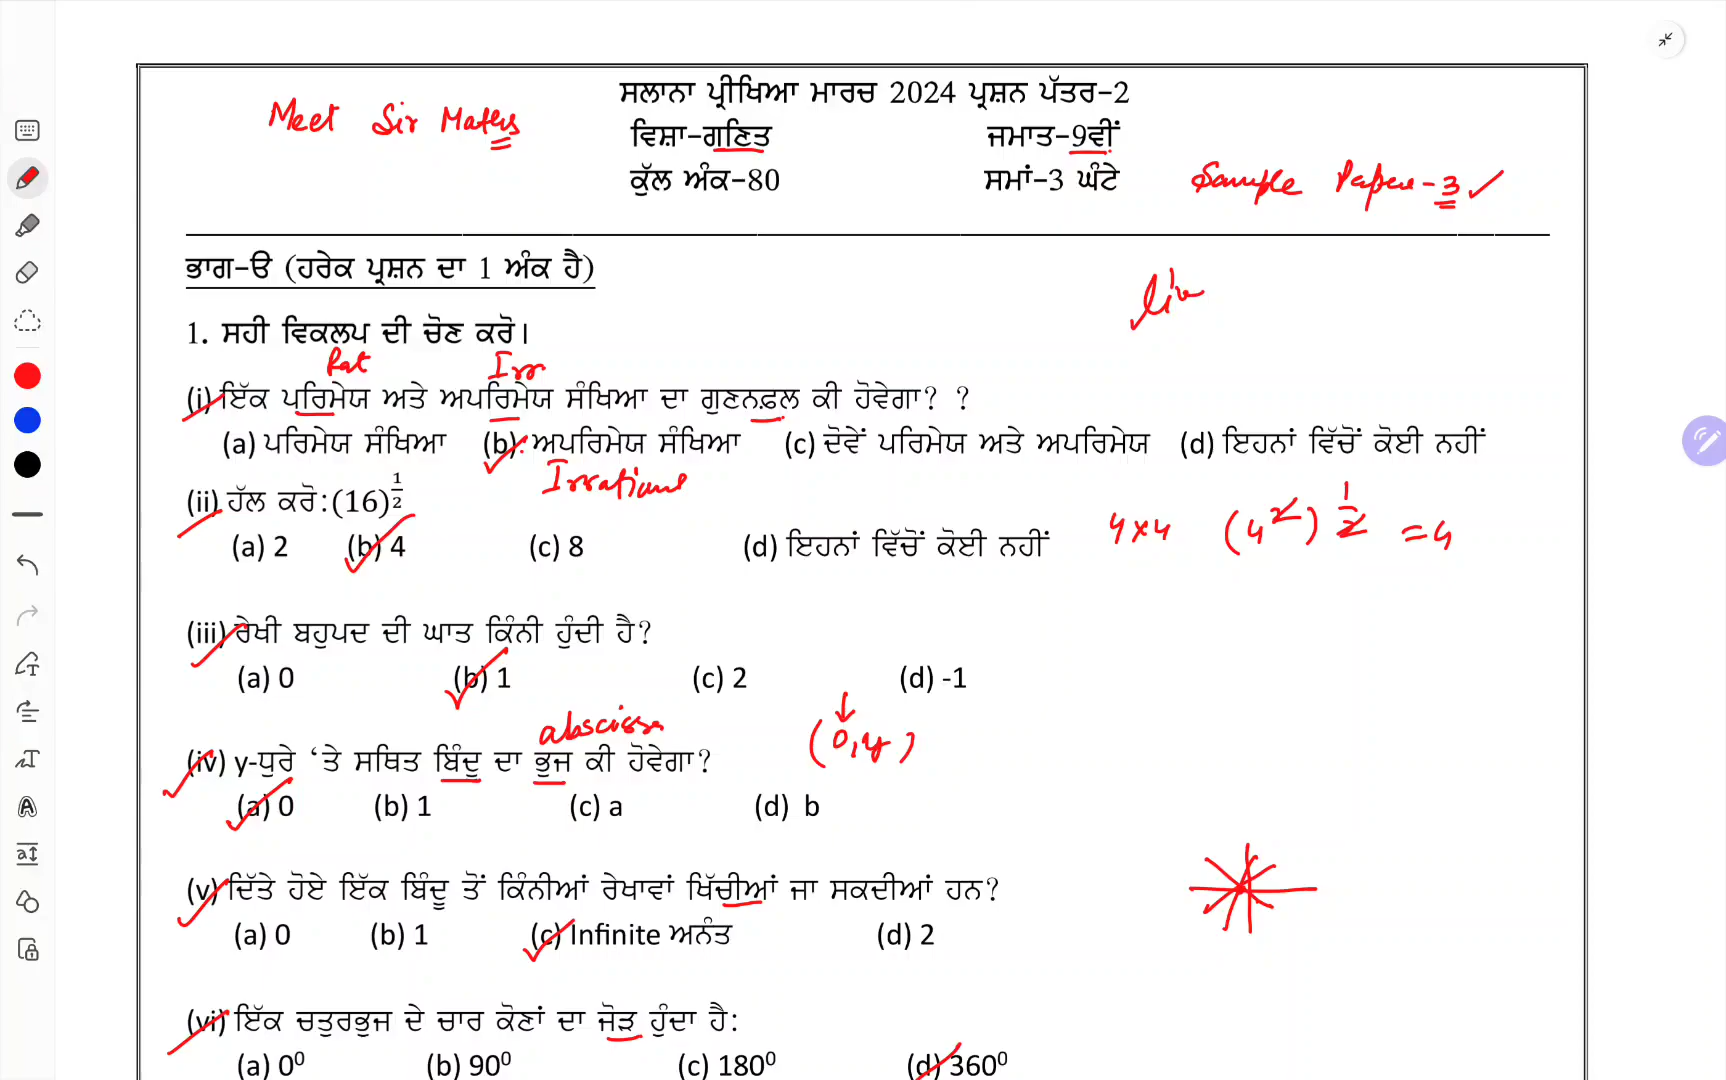 ਸਲਾਨਾ ਪ੍ਰੀਖਿਆ ਮਾਰਚ 2024 ਪ੍ਰਸ਼ਨ ਪੱਤਰ-2
Meet Sir Maths
ਵਿਸ਼ਾ-ਗਣਿਤ ਜਮਾਤ-9ਵੀਂ
ਕੁੱਲ ਅੰਕ-80 ਸਮਾਂ-3 ਘੰਟੇ Sample Paper-3
ਭਾਗ-ੳ (ਹਰੇਕ ਪ੍ਰਸ਼ਨ ਦਾ 1 ਅੰਕ ਹੈ)
1. ਸਹੀ ਵਿਕਲਪ ਦੀ ਚੋਣ ਕਰੋ।
Rat Irr
(i) ਇੱਕ ਪਰਿਮੇਯ ਅਤੇ ਅਪਰਿਮੇਯ ਸੰਖਿਆ ਦਾ ਗੁਣਨਫ਼ਲ ਕੀ ਹੋਵੇਗਾ? ?
(a) ਪਰਿਮੇਯ ਸੰਖਿਆ (b) ਅਪਰਿਮੇਯ ਸੰਖਿਆ (c) ਦੋਵੇਂ ਪਰਿਮੇਯ ਅਤੇ ਅਪਰਿਮੇਯ (d) ਇਹਨਾਂ ਵਿੱਚੋਂ ਕੋਈ ਨਹੀਂ
(ii) ਹੱਲ ਕਰੋ:(16)^½
(a) 2 (b) 4 (c) 8 (d) ਇਹਨਾਂ ਵਿੱਚੋਂ ਕੋਈ ਨਹੀਂ 4×4 (4²)^½ =4
(iii) ਰੇਖੀ ਬਹੁਪਦ ਦੀ ਘਾਤ ਕਿੰਨੀ ਹੁੰਦੀ ਹੈ?
(a) 0 (b) 1 (c) 2 (d) -1
abscissa (0,y)
(iv) y-ਧੁਰੇ ‘ਤੇ ਸਥਿਤ ਬਿੰਦੁ ਦਾ ਭੁਜ ਕੀ ਹੋਵੇਗਾ?
(a) 0 (b) 1 (c) a (d) b
(v) ਦਿੱਤੇ ਹੋਏ ਇੱਕ ਬਿੰਦੂ ਤੋਂ ਕਿੰਨੀਆਂ ਰੇਖਾਵਾਂ ਖਿੱਚੀਆਂ ਜਾ ਸਕਦੀਆਂ ਹਨ?
(a) 0 (b) 1 (c) Infinite ਅਨੰਤ (d) 2
(vi) ਇੱਕ ਚਤੁਰਭੁਜ ਦੇ ਚਾਰ ਕੋਣਾਂ ਦਾ ਜੋੜ ਹੁੰਦਾ ਹੈ:
(a) 0⁰ (b) 90⁰ (c) 180⁰ (d) 360⁰